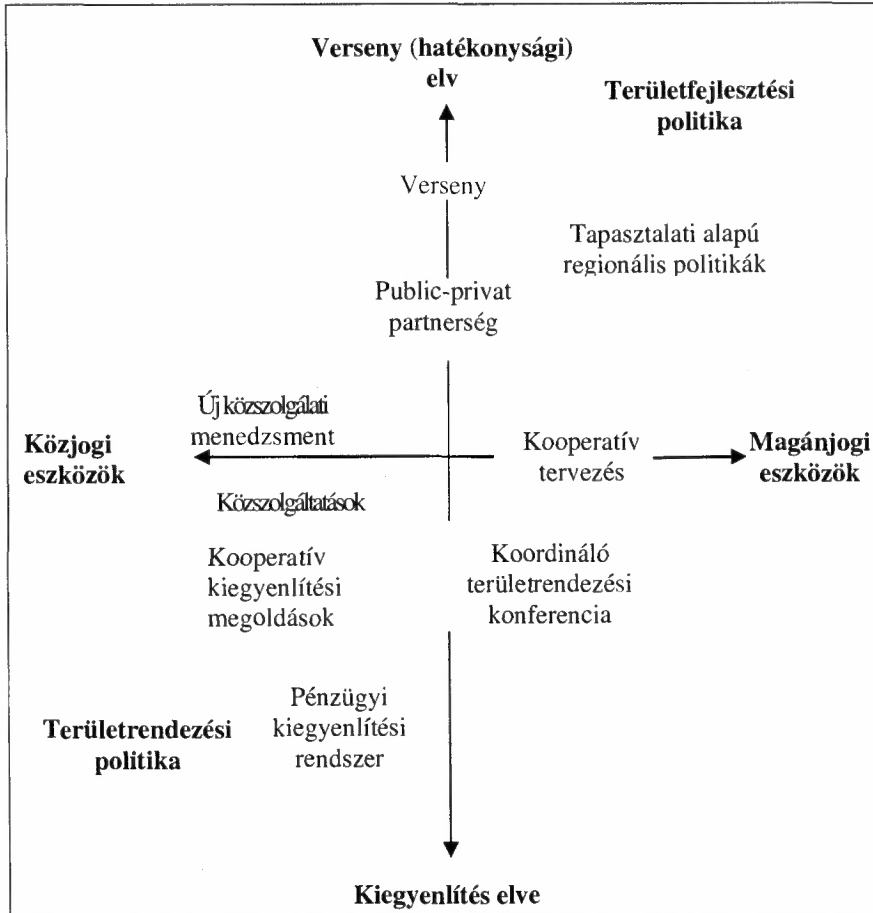 Verseny (hatékonysági)
elv
Területfejlesztési
politika
Verseny
Tapasztalati alapú
regionális politikák
Public-privat
partnerség
Új közszolgálati
menedzsment
Közjogi
eszközök
Kooperatív
tervezés
Magánjogi
eszközök
Közszolgáltatások
Kooperatív
kiegyenlítési
megoldások
Koordináló
területrendezési
konferencia
Pénzügyi
kiegyenlítési
rendszer
Területrendezési
politika
Kiegyenlítés elve